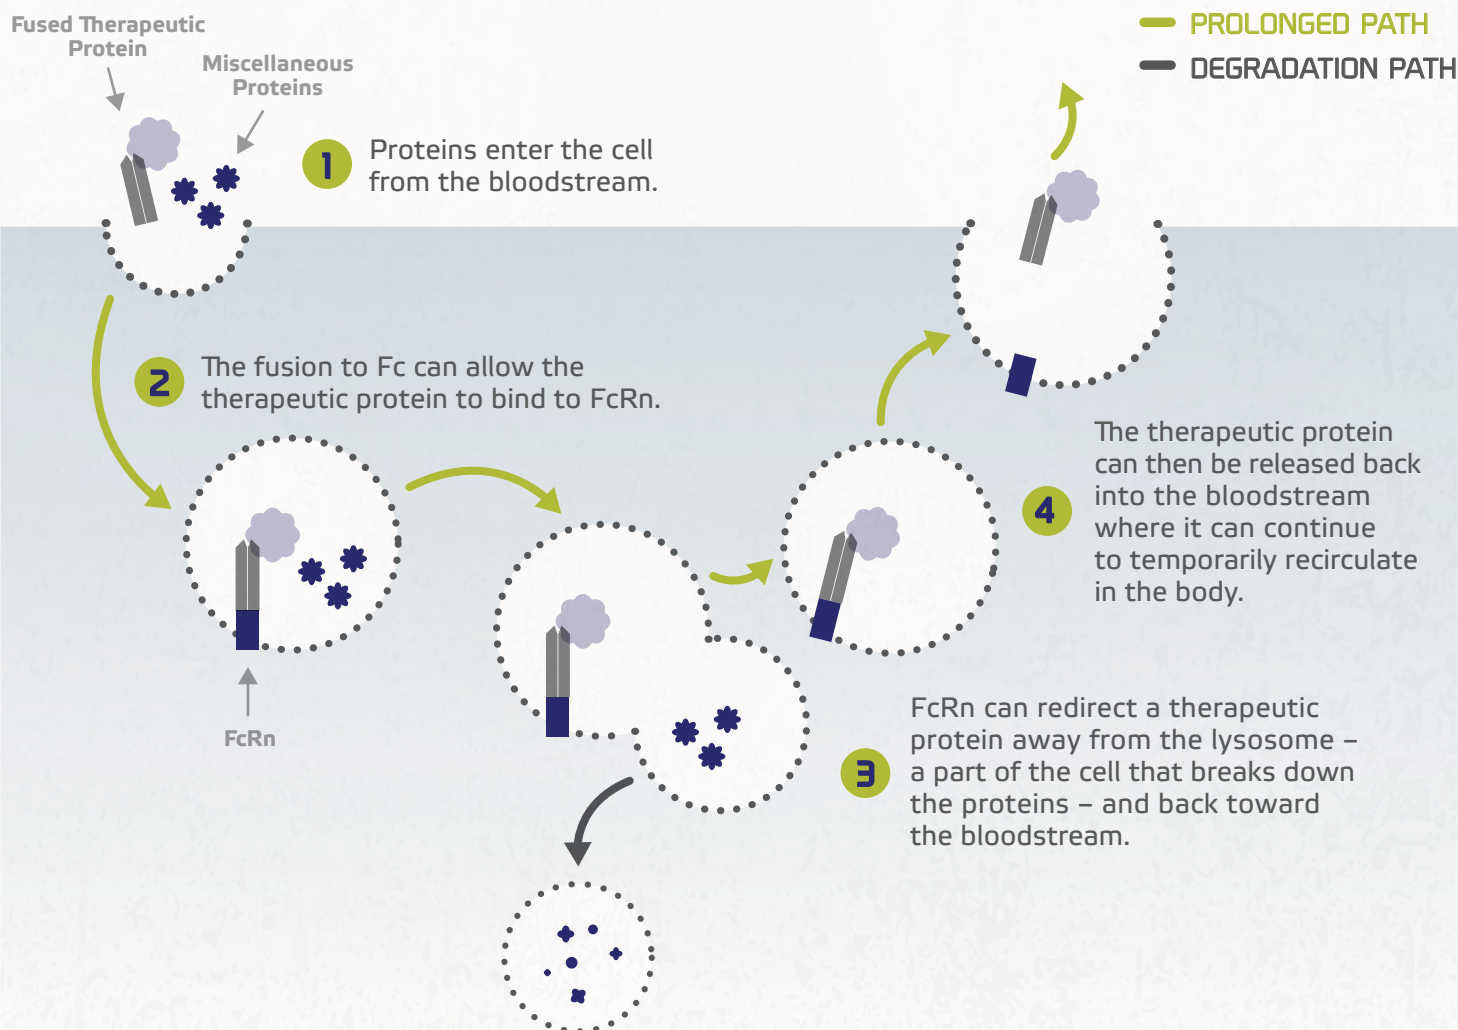 Fused Therapeutic
Protein
Miscellaneous
Proteins
PROLONGED PATH
DEGRADATION PATH
1
Proteins enter the cell
from the bloodstream.
2
The fusion to Fc can allow the
therapeutic protein to bind to FcRn.
FcRn
3
FcRn can redirect a therapeutic
protein away from the lysosome –
a part of the cell that breaks down
the proteins – and back toward
the bloodstream.
4
The therapeutic protein
can then be released back
into the bloodstream
where it can continue
to temporarily recirculate
in the body.